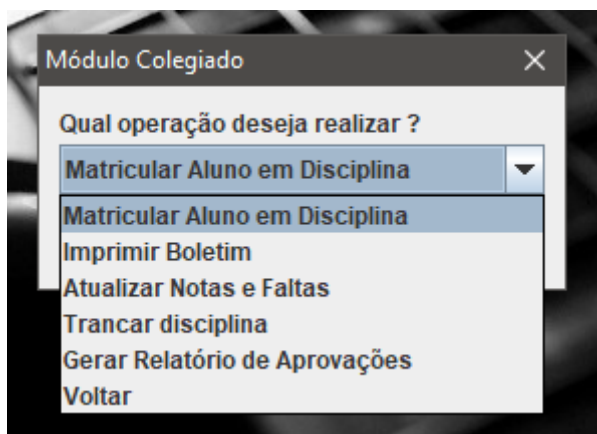 Módulo Colegiado
Qual operação deseja realizar ?
Matricular Aluno em Disciplina
Matricular Aluno em Disciplina
Imprimir Boletim
Atualizar Notas e Faltas
Trancar disciplina
Gerar Relatório de Aprovações
Voltar